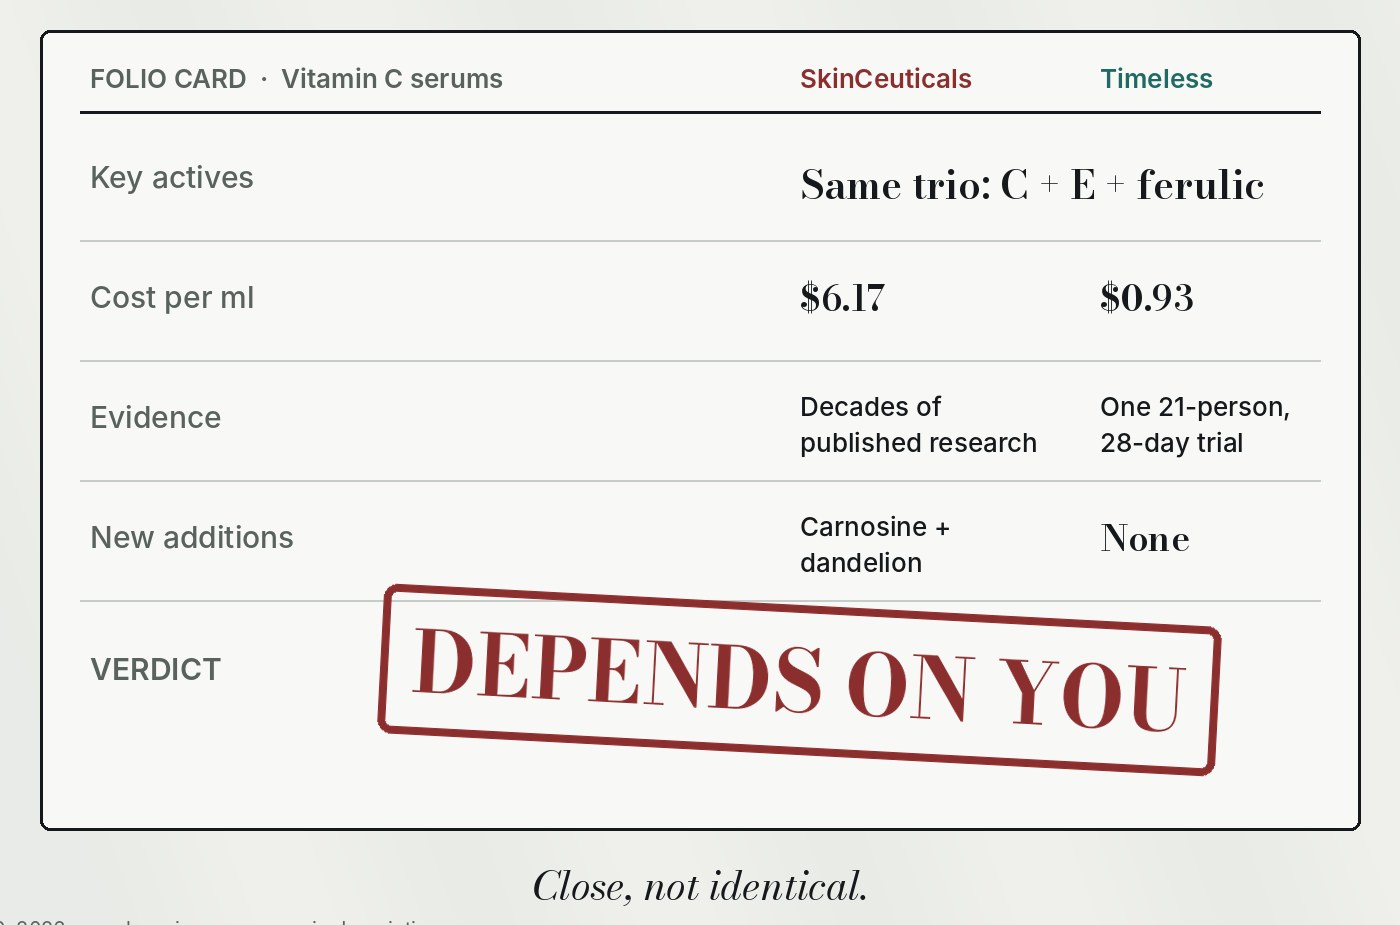 FOLIO CARD · Vitamin C serums SkinCeuticals Timeless
Key actives Same trio: C + E + ferulic
Cost per ml $6.17 $0.93
Evidence
Decades of
published research
One 21-person,
28-day trial
New additions
Carnosine +
dandelion
None
VERDICT
DEPENDS ON YOU
Close, not identical.